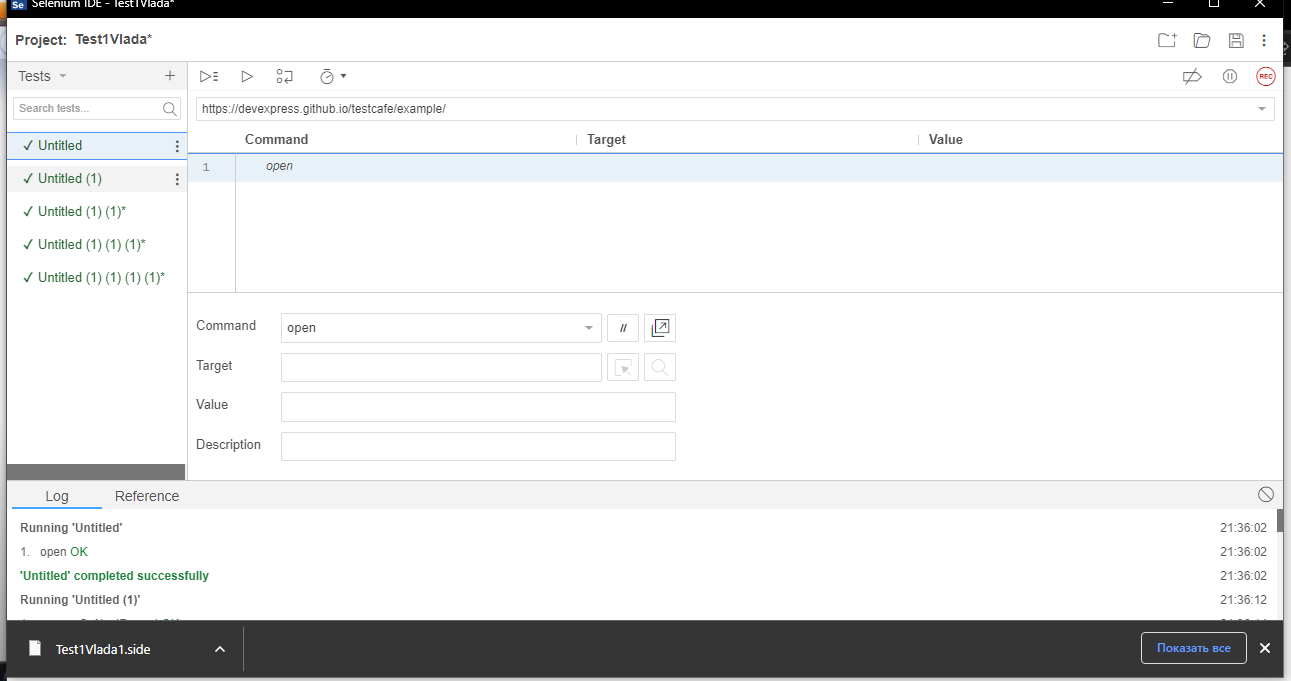 Se Selenium IDE - Test1Vlada*
Project: Test1Vlada*
Tests
Search tests...
✓ Untitled
✓ Untitled (1)
✓ Untitled (1) (1)*
✓ Untitled (1) (1) (1)*
✓ Untitled (1) (1) (1) (1)*
REC
https://devexpress.github.io/testcafe/example/
Command Target Value
1 open
Command open //
Target
Value
Description
Log Reference
Running 'Untitled' 21:36:02
1. open OK 21:36:02
'Untitled' completed successfully 21:36:02
Running 'Untitled (1)' 21:36:12
Test1Vlada1.side
Показать все